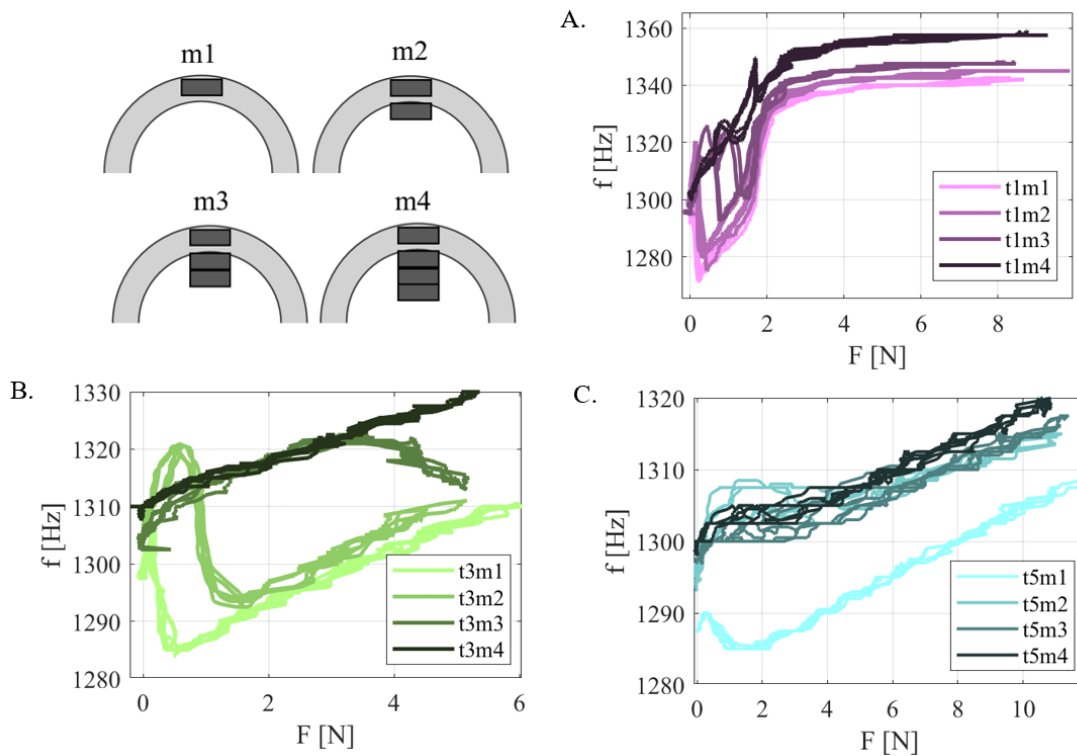 m1
m2
m3
m4
A.
f [Hz]
1360
1340
1320
1300
1280
0
2
4
6
8
F [N]
t1m1
t1m2
t1m3
t1m4
B.
f [Hz]
1330
1320
1310
1300
1290
1280
0
2
4
6
F [N]
t3m1
t3m2
t3m3
t3m4
C.
f [Hz]
1320
1310
1300
1290
1280
0
2
4
6
8
10
F [N]
t5m1
t5m2
t5m3
t5m4